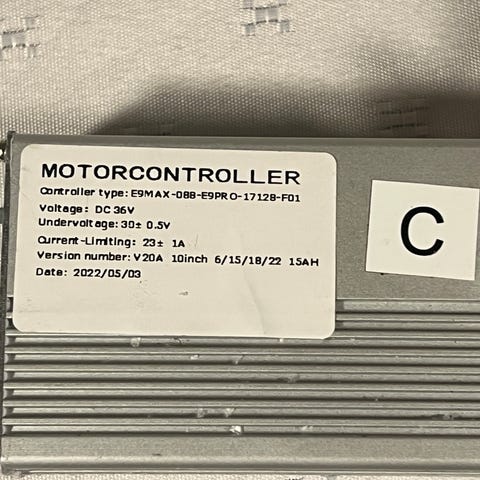 MOTORCONTROLLER
Controller type: E9MAX-088-E9PRO-17128-F01
Voltage: DC 36V
Undervoltage: 30± 0.5V
Current-Limiting: 23± 1A
Version number: V20A 10inch 6/15/18/22 15AH
Date: 2022/05/03
C